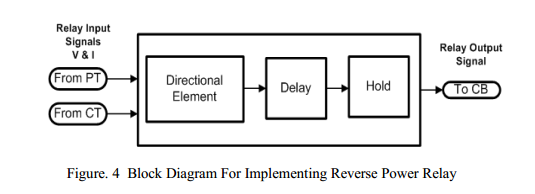 Relay Input
Signals
V & I
From PT
From CT
Directional
Element
Delay
Hold
Relay Output
Signal
To CB
Figure. 4 Block Diagram For Implementing Reverse Power Relay